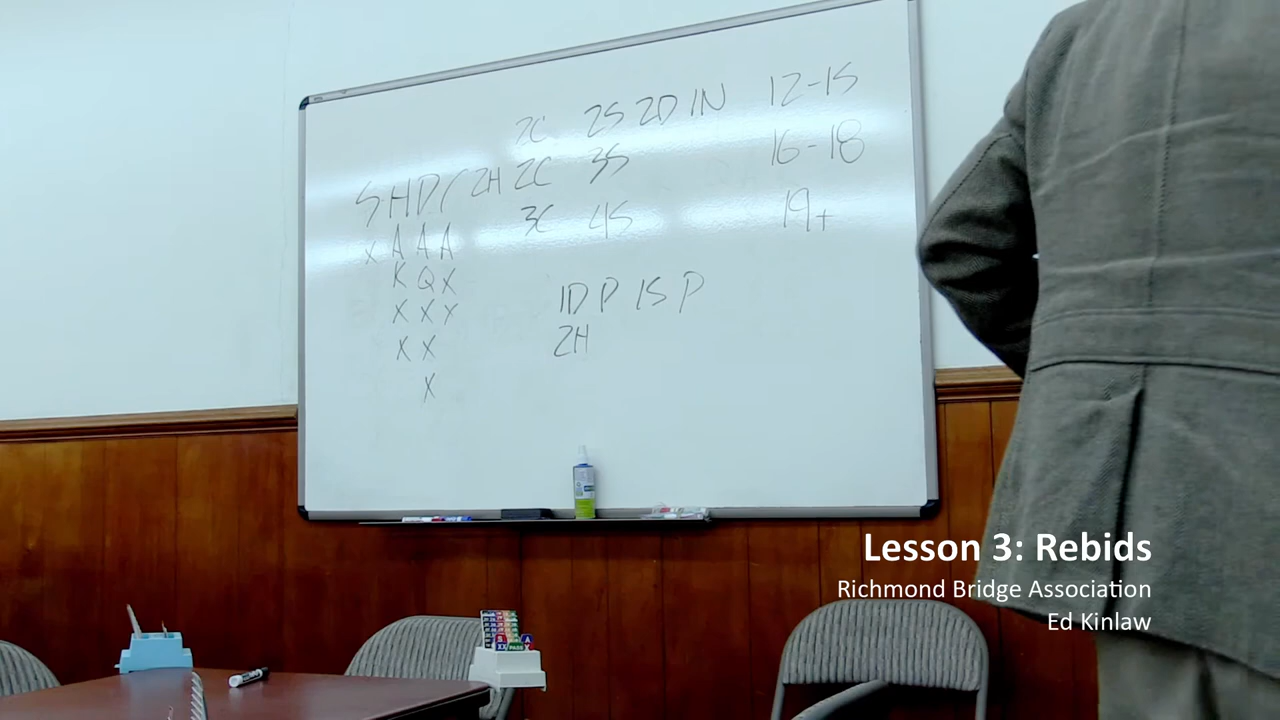 2C 2S 2D 1N 12-15
S H D / 2H 2C 3S 16-18
3C 4S 19+
X A A A
K Q X
X X X
X X
X
1D P 1S P
2H
Lesson 3: Rebids
Richmond Bridge Association
Ed Kinlaw
PASS